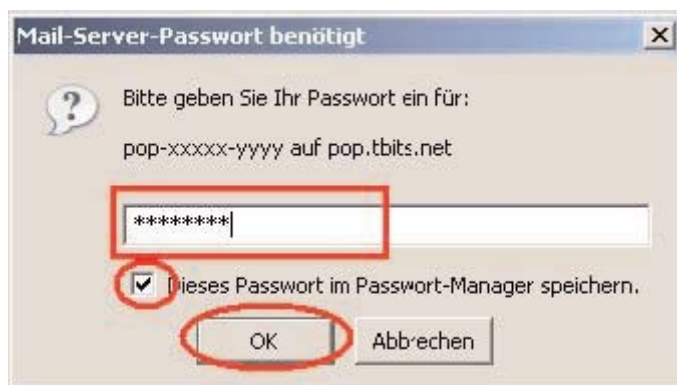 Mail-Server-Passwort benötigt
Bitte geben Sie Ihr Passwort ein für:
pop-xxxxx-yyyy auf pop.tbits.net
********
Dieses Passwort im Passwort-Manager speichern.
OK
Abbrechen